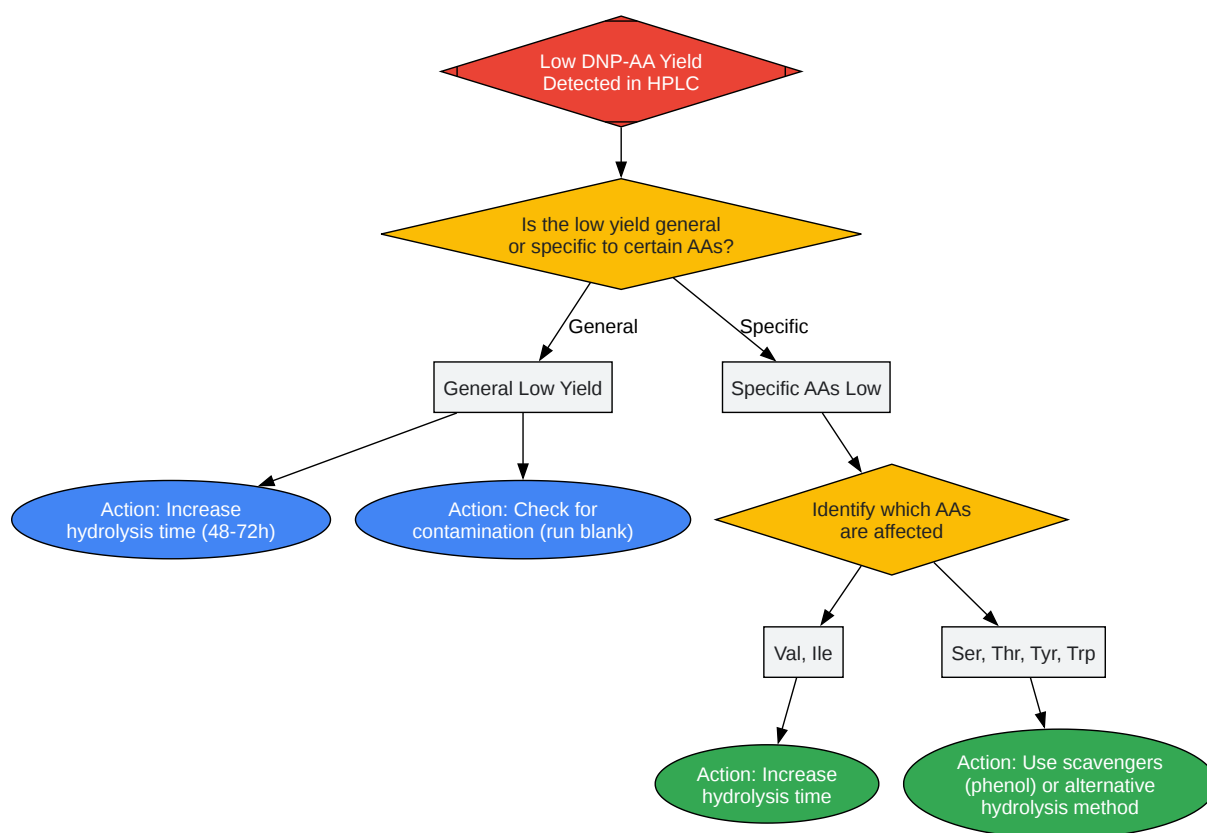 Low DNP-AA Yield
Detected in HPLC
Is the low yield general
or specific to certain AAs?
General
Specific
General Low Yield
Specific AAs Low
Action: Increase
hydrolysis time (48-72h)
Action: Check for
contamination (run blank)
Identify which AAs
are affected
Val, Ile
Ser, Thr, Tyr, Trp
Action: Increase
hydrolysis time
Action: Use scavengers
(phenol) or alternative
hydrolysis method